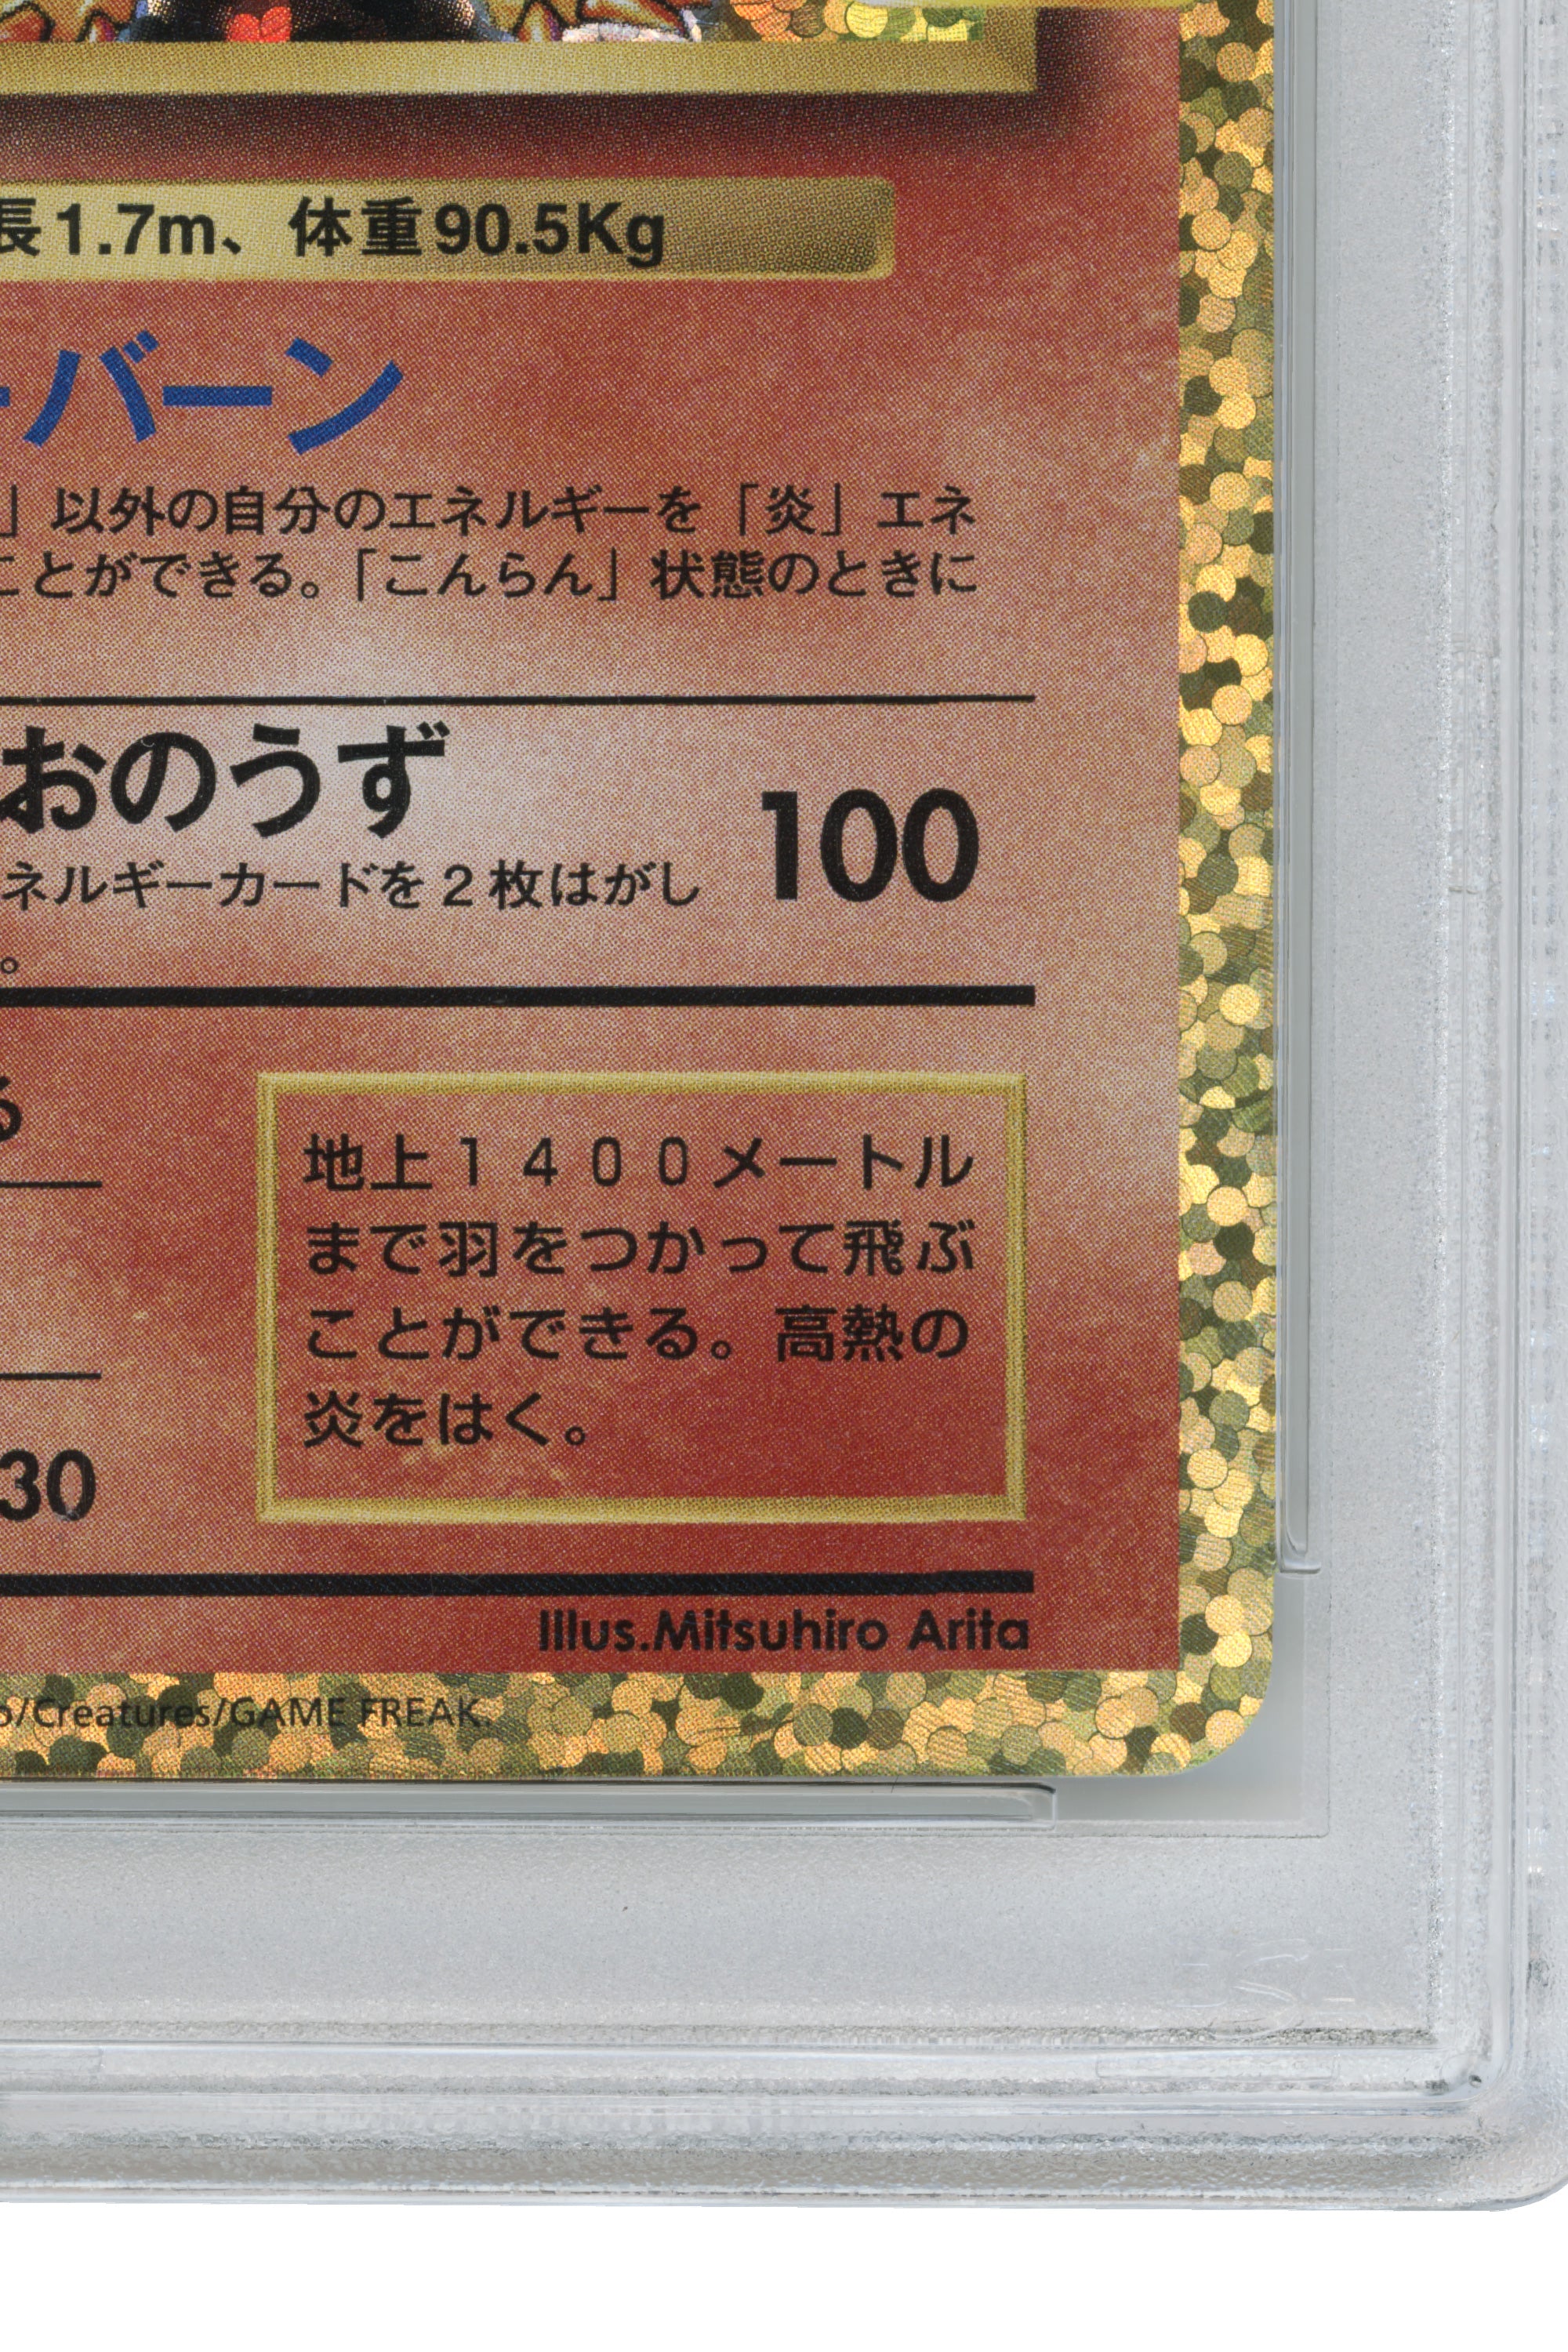 長1.7m、体重90.5Kg
ーバーン
」以外の自分のエネルギーを「炎」エネ
ことができる。「こんらん」状態のときに
おのうず
100
ネルギーカードを2枚はがし
。
る
地上1400メートル
まで羽をつかって飛ぶ
ことができる。高熱の
炎をはく。
30
Illus.Mitsuhiro Arita
o/Creatures/GAME FREAK.